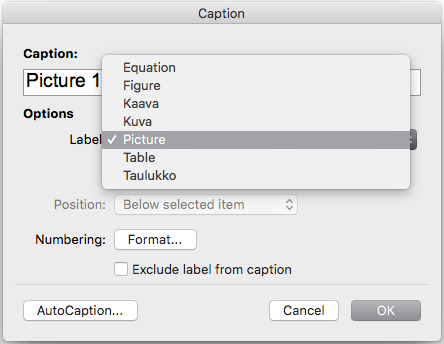 Caption
Caption:
Picture 1
Options
Label
Equation
Figure
Kaava
Kuva
✓ Picture
Table
Taulukko
Position: Below selected item
Numbering: Format...
Exclude label from caption
AutoCaption... Cancel OK